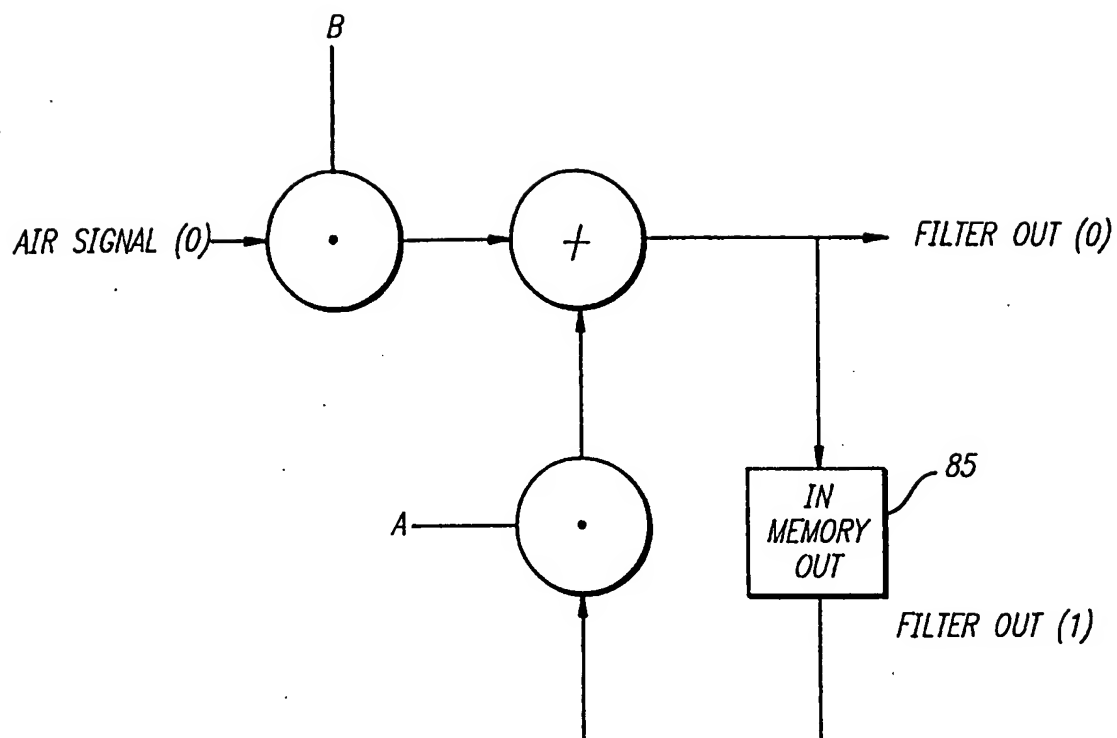 B
AIR SIGNAL (0)
+
FILTER OUT (0)
A
85
IN
MEMORY
OUT
FILTER OUT (1)